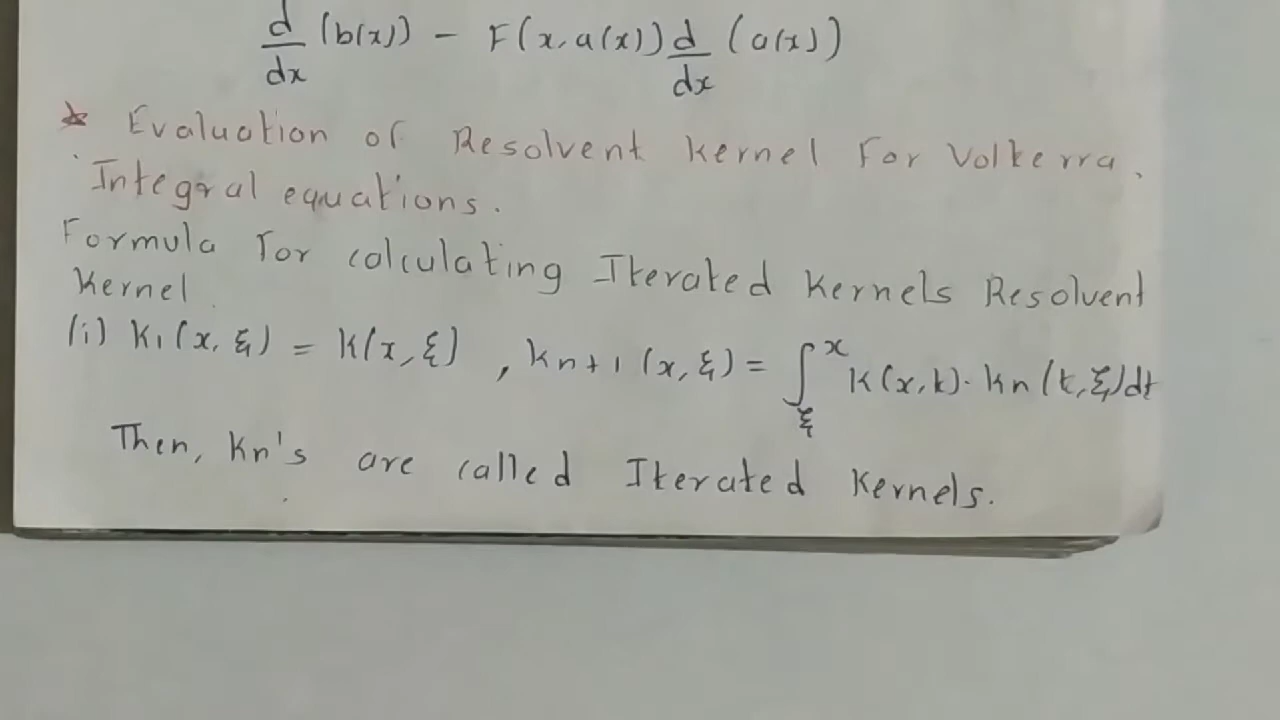 d/dx (b(x)) - F(x, a(x)) d/dx (a(x))
* Evaluation of Resolvent Kernel For Volterra
Integral equations.
Formula For calculating Iterated Kernels Resolvent
Kernel.
(i) K₁(x, ξ) = K(x, ξ) , Kn+1 (x, ξ) = ∫_ξ^x K(x,t). Kn (t, ξ)dt
Then, Kn's are called Iterated Kernels.